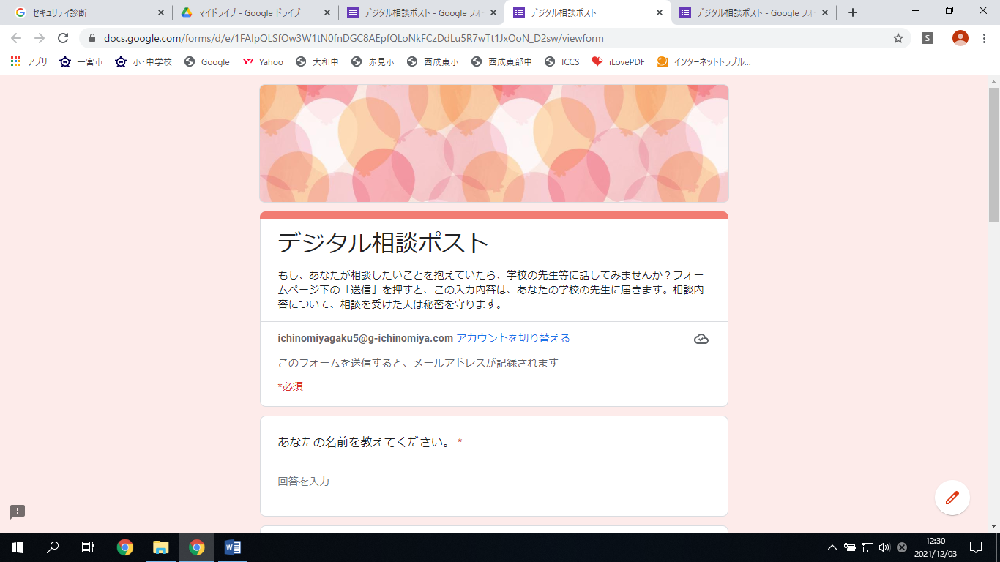 セキュリティ診断
マイドライブ - Google ドライブ
デジタル相談ポスト - Google フォ
デジタル相談ポスト
デジタル相談ポスト - Google フォ
docs.google.com/forms/d/e/1FAIpQLSfOw3W1tN0fnDGC8AEpfQLoNkFCzDdLu5R7wTt1JxOoN_D2sw/viewform
S
アプリ
一宮市
小・中学校
Google
Yahoo
大和中
赤見小
西成東小
西成東部中
ICCS
iLovePDF
インターネットトラブル...
デジタル相談ポスト
もし、あなたが相談したいことを抱えていたら、学校の先生等に話してみませんか？フォー
ムページ下の「送信」を押すと、この入力内容は、あなたの学校の先生に届きます。相談内
容について、相談を受けた人は秘密を守ります。
ichinomiyagaku5@g-ichinomiya.com アカウントを切り替える
このフォームを送信すると、メールアドレスが記録されます
*必須
あなたの名前を教えてください。 *
回答を入力
12:30
2021/12/03